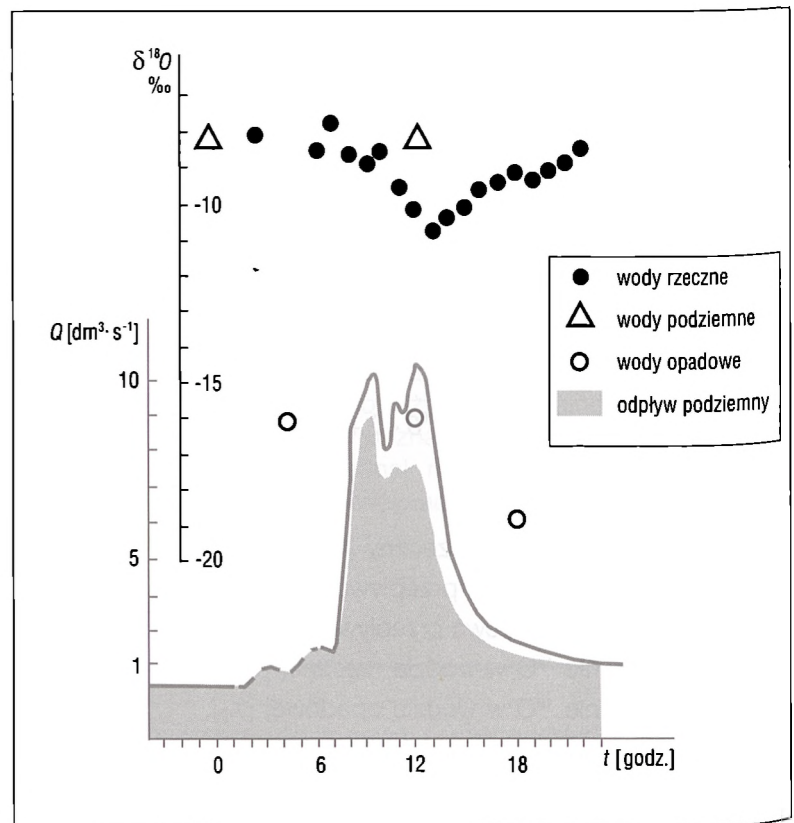 δ¹⁸O
‰
-10
-15
-20
Q [dm³·s⁻¹]
10
5
1
wody rzeczne
wody podziemne
wody opadowe
odpływ podziemny
0 6 12 18 t [godz.]